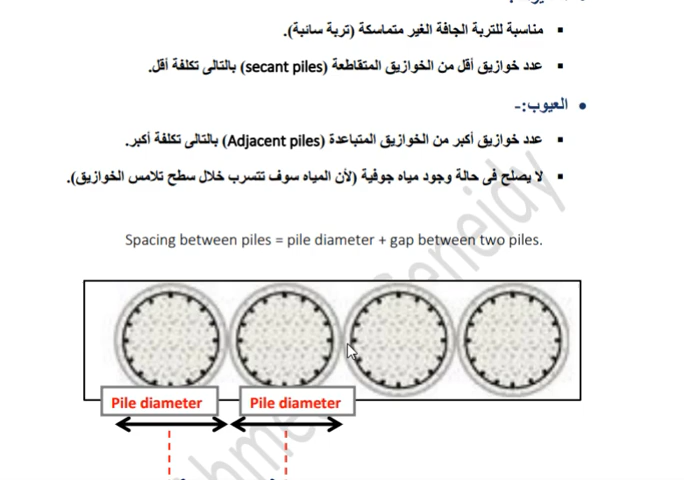 مناسبة للتربة الجافة الغير متماسكة (تربة سائبة).
عدد خوازيق أقل من الخوازيق المتقاطعة (secant piles) بالتالى تكلفة أقل.
العيوب:-
عدد خوازيق أكبر من الخوازيق المتباعدة (Adjacent piles) بالتالى تكلفة أكبر.
لا يصلح فى حالة وجود مياه جوفية (لأن المياه سوف تتسرب خلال سطح تلامس الخوازيق).
Spacing between piles = pile diameter + gap between two piles.
Pile diameter
Pile diameter